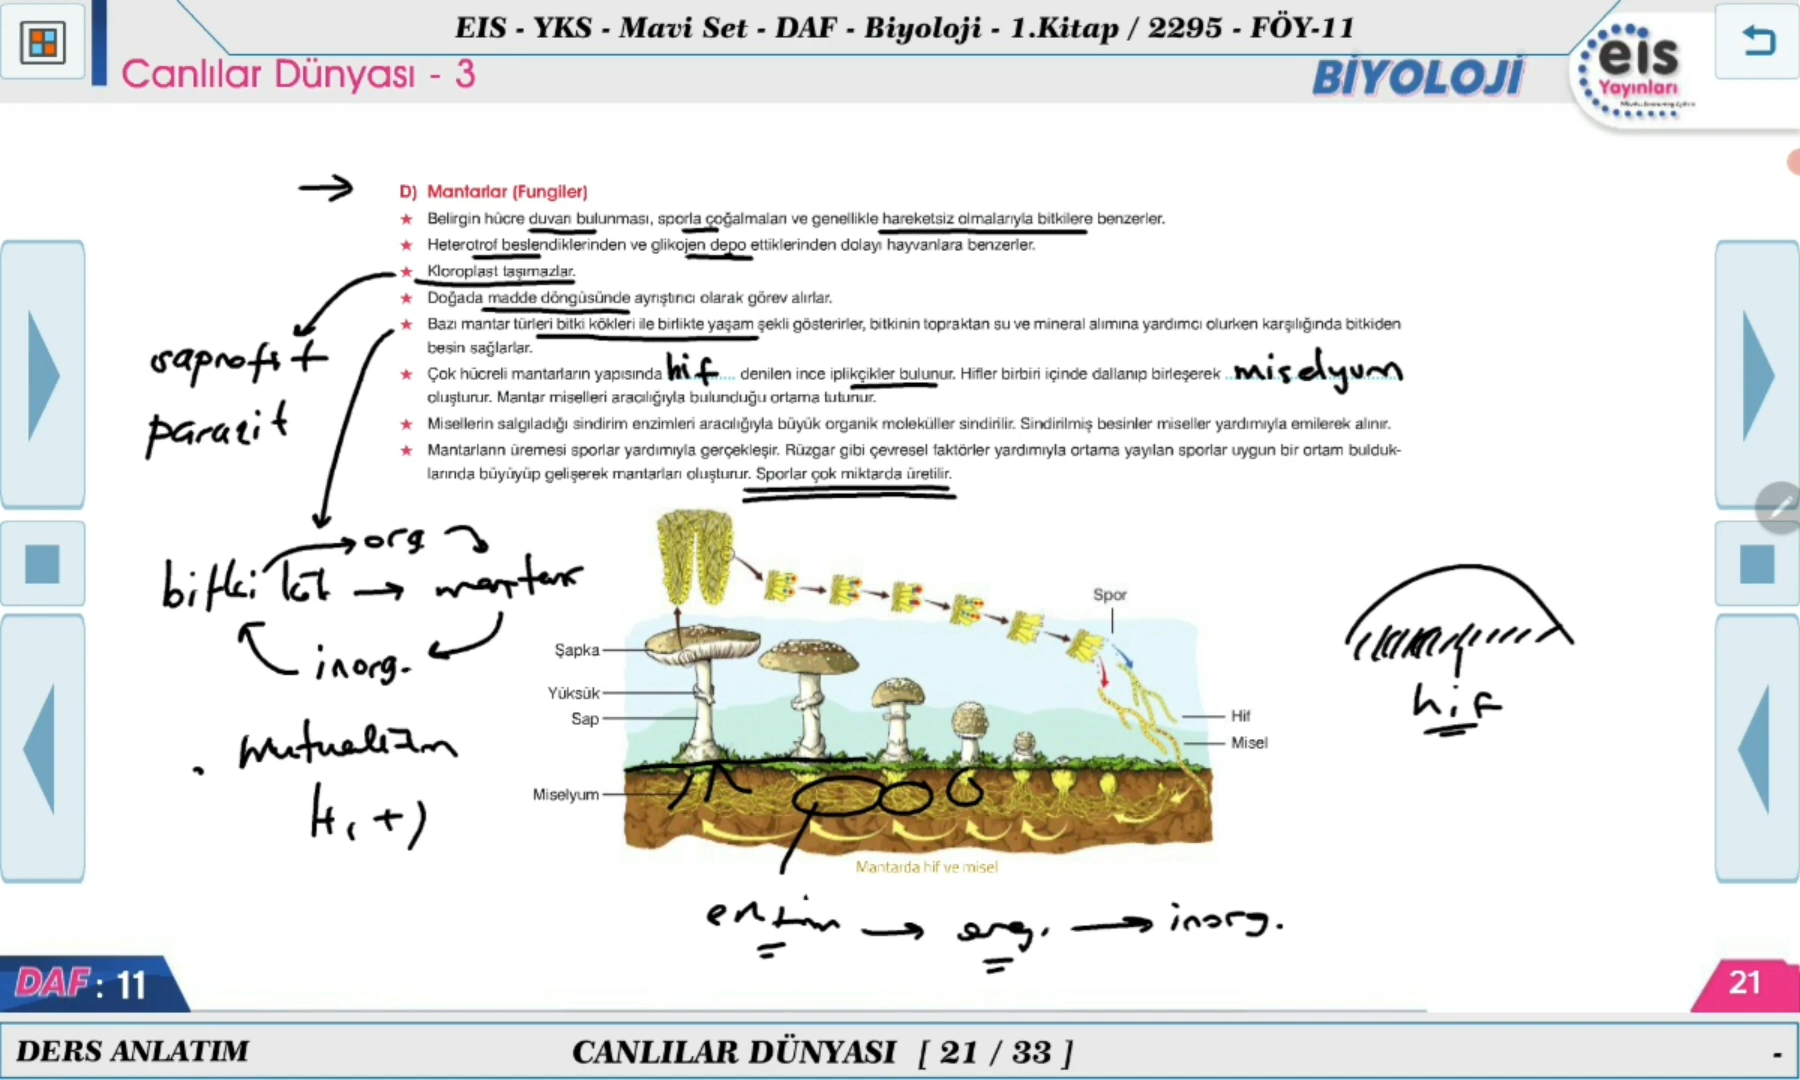 EIS - YKS - Mavi Set - DAF - Biyoloji - 1.Kitap / 2295 - FÖY-11
Canlılar Dünyası - 3
BİYOLOJİ
eis
Yayınları
D) Mantarlar (Fungiler)
★ Belirgin hücre duvarı bulunması, sporla çoğalmaları ve genellikle hareketsiz olmalarıyla bitkilere benzerler.
★ Heterotrof beslendiklerinden ve glikojen depo ettiklerinden dolayı hayvanlara benzerler.
★ Kloroplast taşımazlar.
★ Doğada madde döngüsünde ayrıştırıcı olarak görev alırlar.
★ Bazı mantar türleri bitki kökleri ile birlikte yaşam şekli gösterirler, bitkinin topraktan su ve mineral alımına yardımcı olurken karşılığında bitkiden
besin sağlarlar.
★ Çok hücreli mantarların yapısında hif denilen ince iplikçikler bulunur. Hifler birbiri içinde dallanıp birleşerek miselyum
oluşturur. Mantar miselleri aracılığıyla bulunduğu ortama tutunur.
★ Misellerin salgıladığı sindirim enzimleri aracılığıyla büyük organik moleküller sindirilir. Sindirilmiş besinler miseller yardımıyla emilerek alınır.
★ Mantarların üremesi sporlar yardımıyla gerçekleşir. Rüzgar gibi çevresel faktörler yardımıyla ortama yayılan sporlar uygun bir ortam bulduk-
larında büyüyüp gelişerek mantarları oluşturur. Sporlar çok miktarda üretilir.
saprofit
parazit
org
bitki kök → mantar
inorg.
mutualizm
(+, +)
Spor
Şapka
Yüksük
Sap
Hif
Misel
Miselyum
Mantarda hif ve misel
hif
enzim → org. → inorg.
DAF : 11
21
DERS ANLATIM
CANLILAR DÜNYASI [ 21 / 33 ]
-